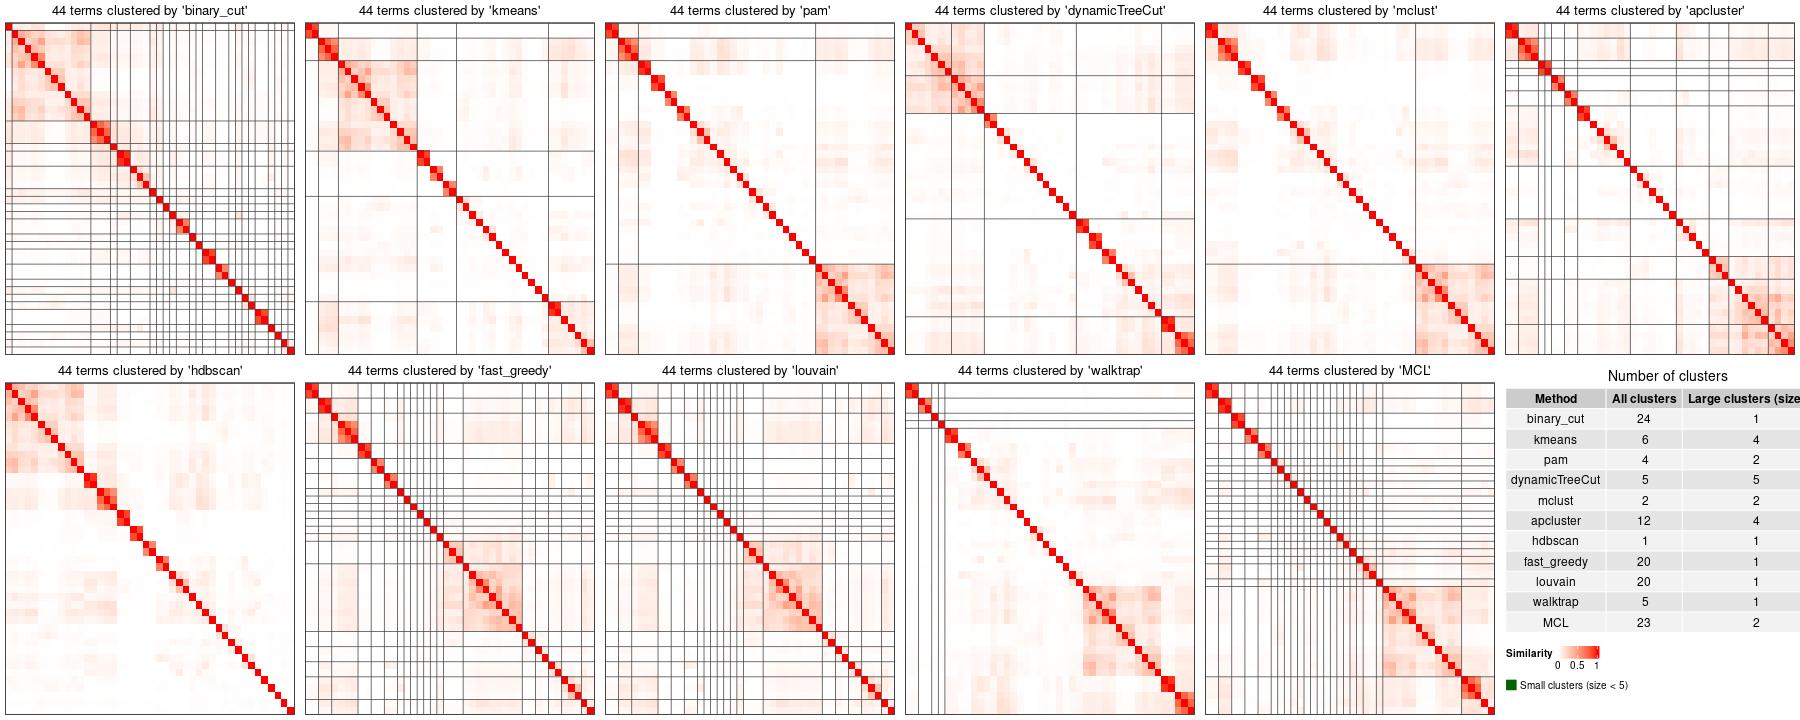 44 terms clustered by 'binary_cut'
44 terms clustered by 'kmeans'
44 terms clustered by 'pam'
44 terms clustered by 'dynamicTreeCut'
44 terms clustered by 'mclust'
44 terms clustered by 'apcluster'
44 terms clustered by 'hdbscan'
44 terms clustered by 'fast_greedy'
44 terms clustered by 'louvain'
44 terms clustered by 'walktrap'
44 terms clustered by 'MCL'
Number of clusters
Method All clusters Large clusters (size
binary_cut 24 1
kmeans 6 4
pam 4 2
dynamicTreeCut 5 5
mclust 2 2
apcluster 12 4
hdbscan 1 1
fast_greedy 20 1
louvain 20 1
walktrap 5 1
MCL 23 2
Similarity
0 0.5 1
Small clusters (size < 5)